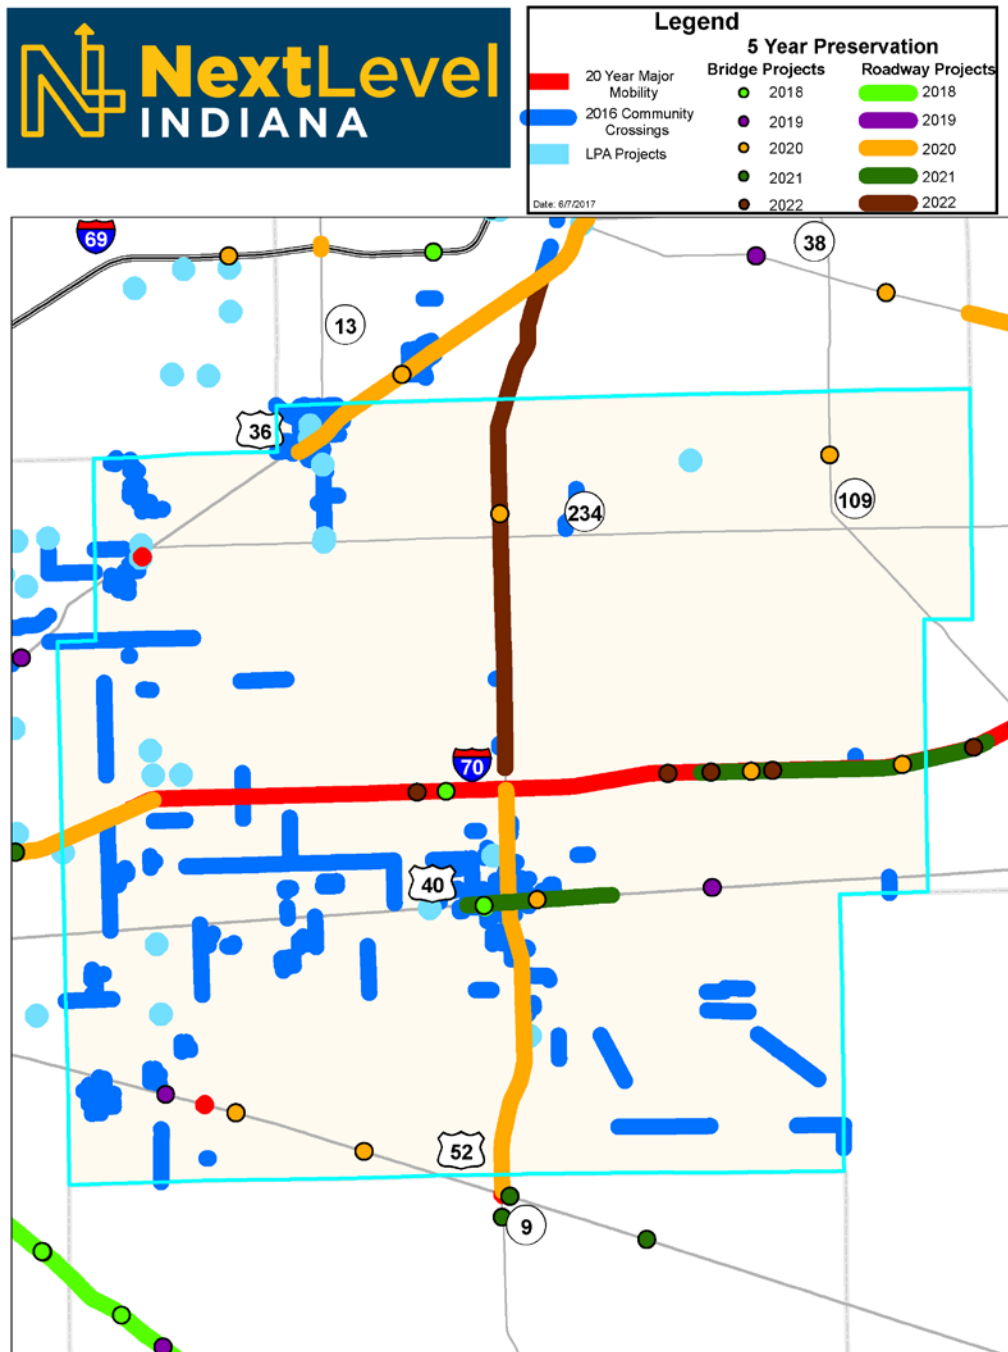 NextLevel
INDIANA
Legend
5 Year Preservation
Bridge Projects
Roadway Projects
20 Year Major
Mobility
2016 Community
Crossings
LPA Projects
2018
2019
2020
2021
2022
2018
2019
2020
2021
2022
Date: 6/7/2017
69
38
13
36
109
234
70
40
52
9